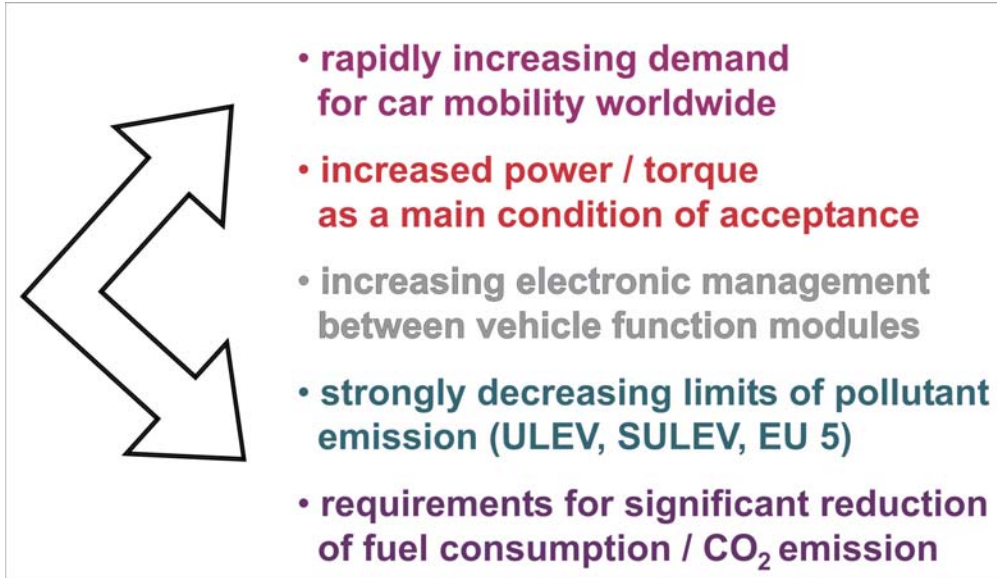 • rapidly increasing demand
for car mobility worldwide
• increased power / torque
as a main condition of acceptance
• increasing electronic management
between vehicle function modules
• strongly decreasing limits of pollutant
emission (ULEV, SULEV, EU 5)
• requirements for significant reduction
of fuel consumption / CO₂ emission